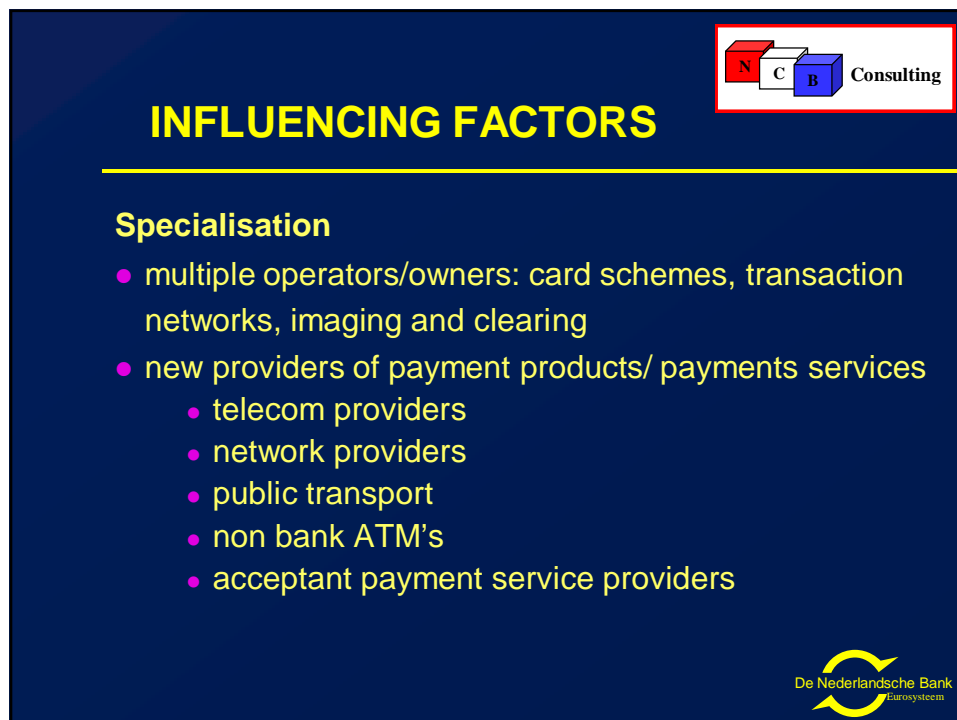 N C B Consulting
INFLUENCING FACTORS
Specialisation
multiple operators/owners: card schemes, transaction
networks, imaging and clearing
new providers of payment products/ payments services
telecom providers
network providers
public transport
non bank ATM’s
acceptant payment service providers
De Nederlandsche Bank
Eurosysteem